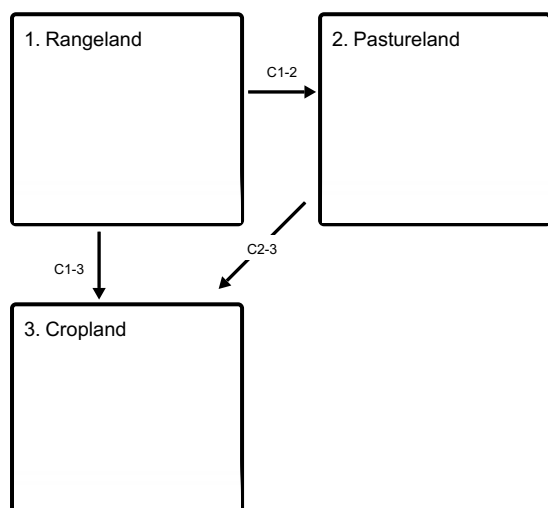 1. Rangeland
2. Pastureland
C1-2
C1-3
C2-3
3. Cropland